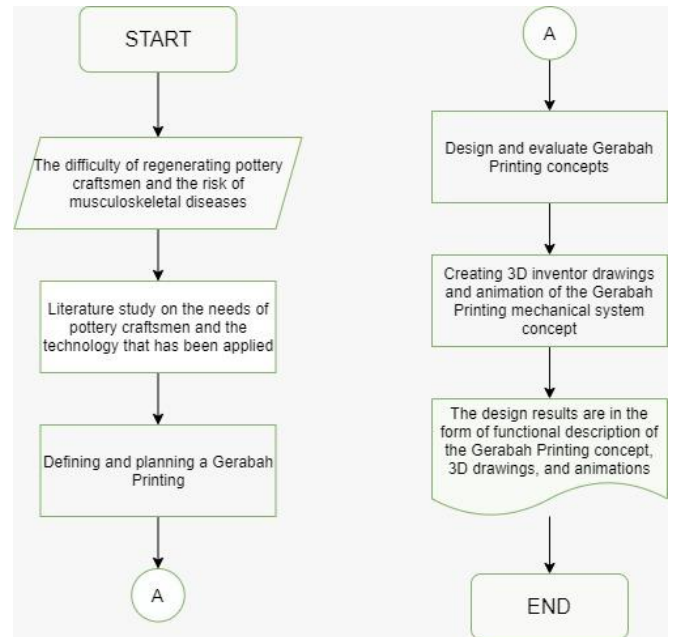 START
The difficulty of regenerating pottery
craftsmen and the risk of
musculoskeletal diseases
Literature study on the needs of
pottery craftsmen and the
technology that has been applied
Defining and planning a Gerabah
Printing
A
A
Design and evaluate Gerabah
Printing concepts
Creating 3D inventor drawings
and animation of the Gerabah
Printing mechanical system
concept
The design results are in the
form of functional description of
the Gerabah Printing concept,
3D drawings, and animations
END